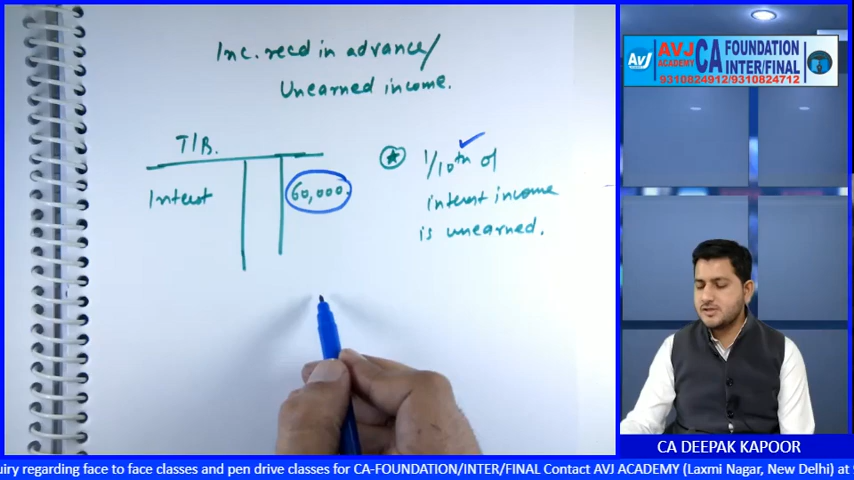 Inc. recd in advance/
Unearned income.
T/B.
Interest 60,000.
1/10th of
interest income
is unearned.
AVJ
ACADEMY
CA
FOUNDATION
INTER/FINAL
9310824912/9310824712
AVJ
CA DEEPAK KAPOOR
uiry regarding face to face classes and pen drive classes for CA-FOUNDATION/INTER/FINAL Contact AVJ ACADEMY (Laxmi Nagar, New Delhi) at 9